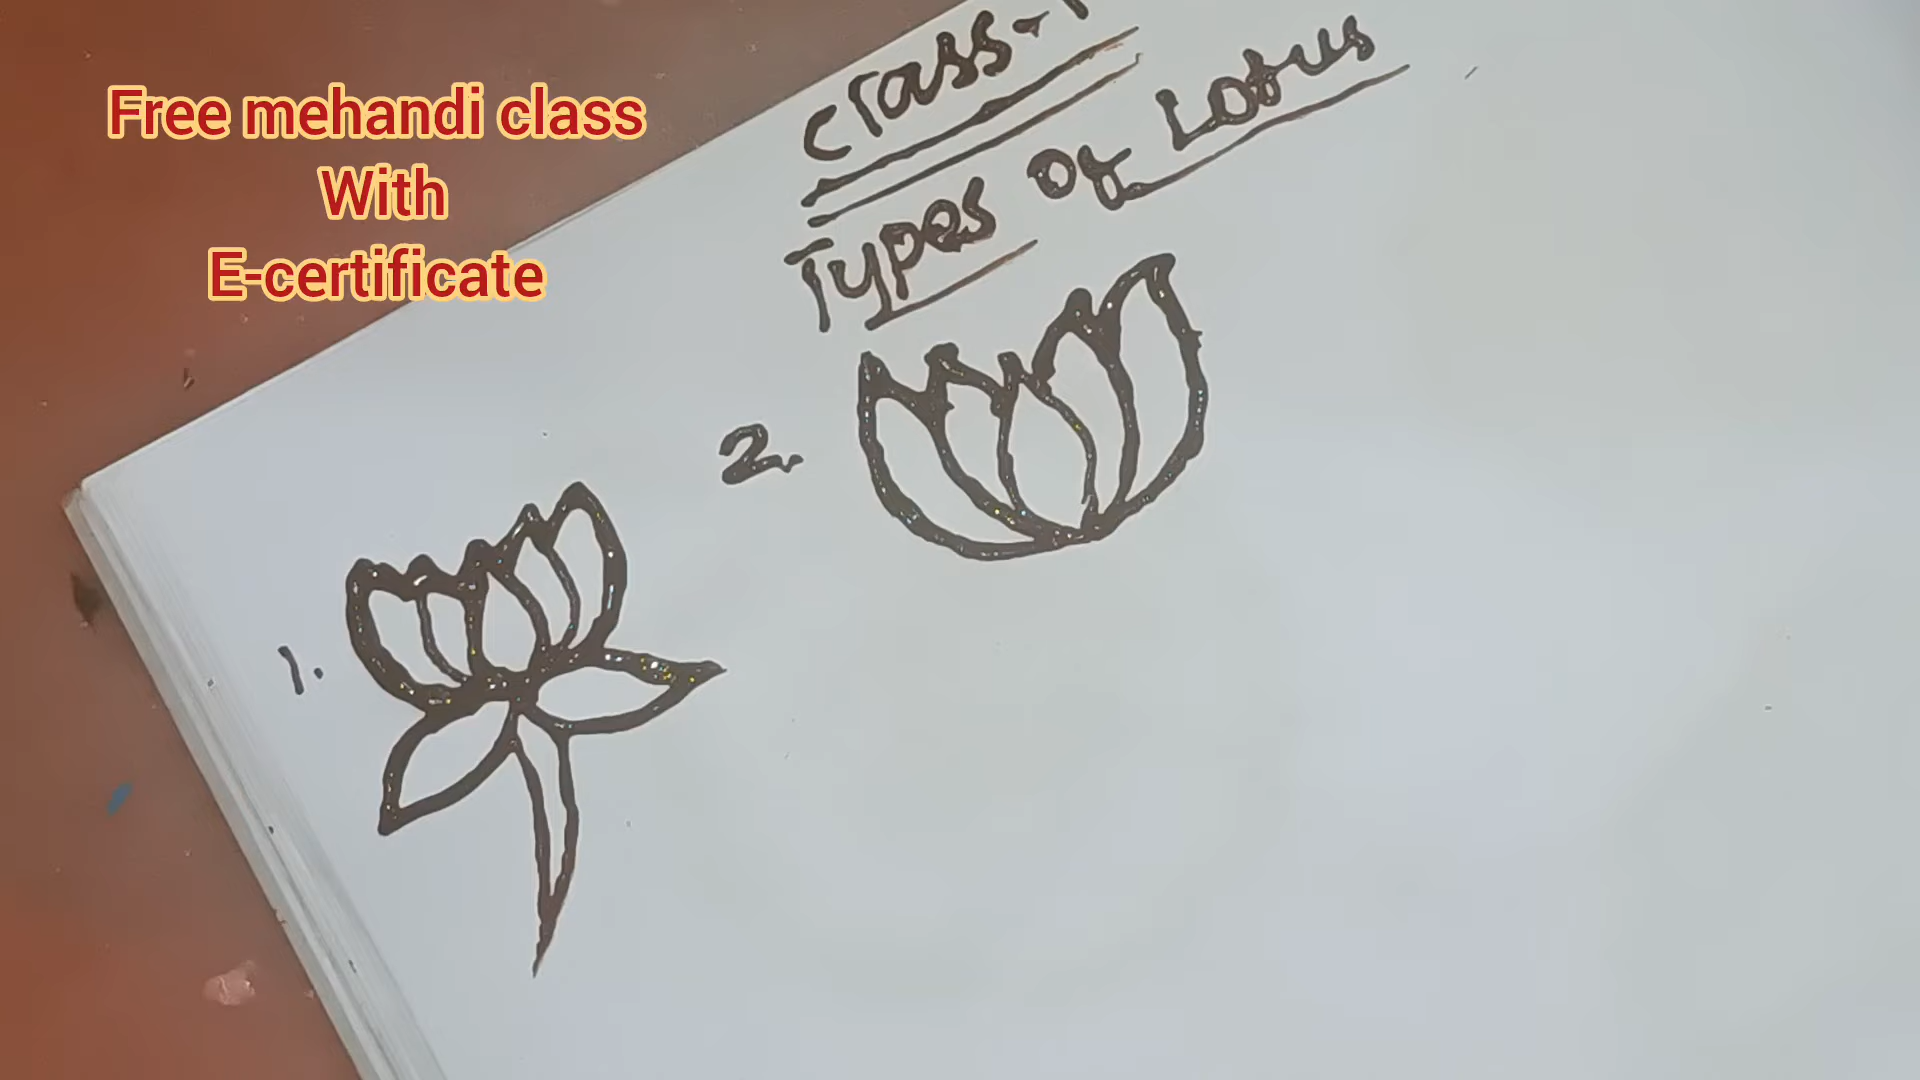 Free mehandi class
With
E-certificate
Class-
Types Of Lotus
2.
1.